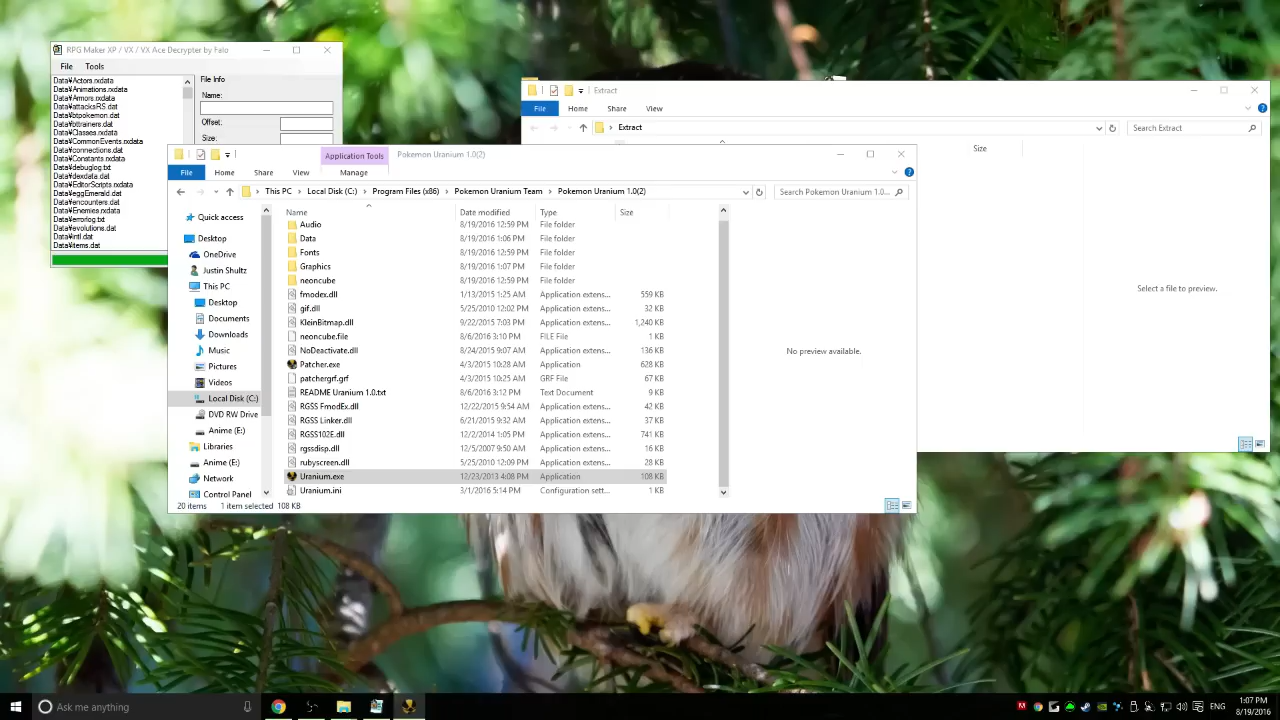 RPG Maker XP / VX / VX Ace Decrypter by Falo
File Tools
Data¥Actors.rxdata
Data¥Animations.rxdata
Data¥Armors.rxdata
Data¥attacksRS.dat
Data¥btpokemon.dat
Data¥bttrainers.dat
Data¥Classes.rxdata
Data¥CommonEvents.rxdata
Data¥connections.dat
Data¥Constants.rxdata
Data¥debuglog.txt
Data¥dexdata.dat
Data¥EditorScripts.rxdata
Data¥eggEmerald.dat
Data¥encounters.dat
Data¥Enemies.rxdata
Data¥errorlog.txt
Data¥evolutions.dat
Data¥intl.dat
Data¥items.dat
File Info
Name:
Offset:
Size:
Extract
File Home Share View
Extract
Search Extract
Size
Select a file to preview.
Application Tools Pokemon Uranium 1.0(2)
File Home Share View Manage
This PC Local Disk (C:) Program Files (x86) Pokemon Uranium Team Pokemon Uranium 1.0(2)
Search Pokemon Uranium 1.0...
Quick access
Desktop
OneDrive
Justin Shultz
This PC
Desktop
Documents
Downloads
Music
Pictures
Videos
Local Disk (C:)
DVD RW Drive
Anime (E:)
Libraries
Anime (E:)
Network
Control Panel
Name Date modified Type Size
Audio 8/19/2016 12:59 PM File folder
Data 8/19/2016 1:06 PM File folder
Fonts 8/19/2016 12:59 PM File folder
Graphics 8/19/2016 1:07 PM File folder
neoncube 8/19/2016 12:59 PM File folder
fmodex.dll 1/13/2015 1:25 AM Application extens... 559 KB
gif.dll 5/25/2010 12:02 PM Application extens... 32 KB
KleinBitmap.dll 9/22/2015 7:03 PM Application extens... 1,240 KB
neoncube.file 8/6/2016 3:10 PM FILE File 1 KB
NoDeactivate.dll 8/24/2015 9:07 AM Application extens... 136 KB
Patcher.exe 4/3/2015 10:28 AM Application 628 KB
patchergrf.grf 4/3/2015 10:25 AM GRF File 67 KB
README Uranium 1.0.txt 8/6/2016 3:12 PM Text Document 9 KB
RGSS FmodEx.dll 12/22/2015 9:54 AM Application extens... 42 KB
RGSS Linker.dll 6/21/2015 9:32 AM Application extens... 37 KB
RGSS102E.dll 12/2/2014 1:05 PM Application extens... 741 KB
rgssdisp.dll 12/5/2007 9:50 AM Application extens... 16 KB
rubyscreen.dll 5/25/2010 12:09 PM Application extens... 28 KB
Uranium.exe 12/23/2013 4:08 PM Application 108 KB
Uranium.ini 3/1/2016 5:14 PM Configuration sett... 1 KB
No preview available.
20 items 1 item selected 108 KB
Ask me anything
ENG
1:07 PM
8/19/2016